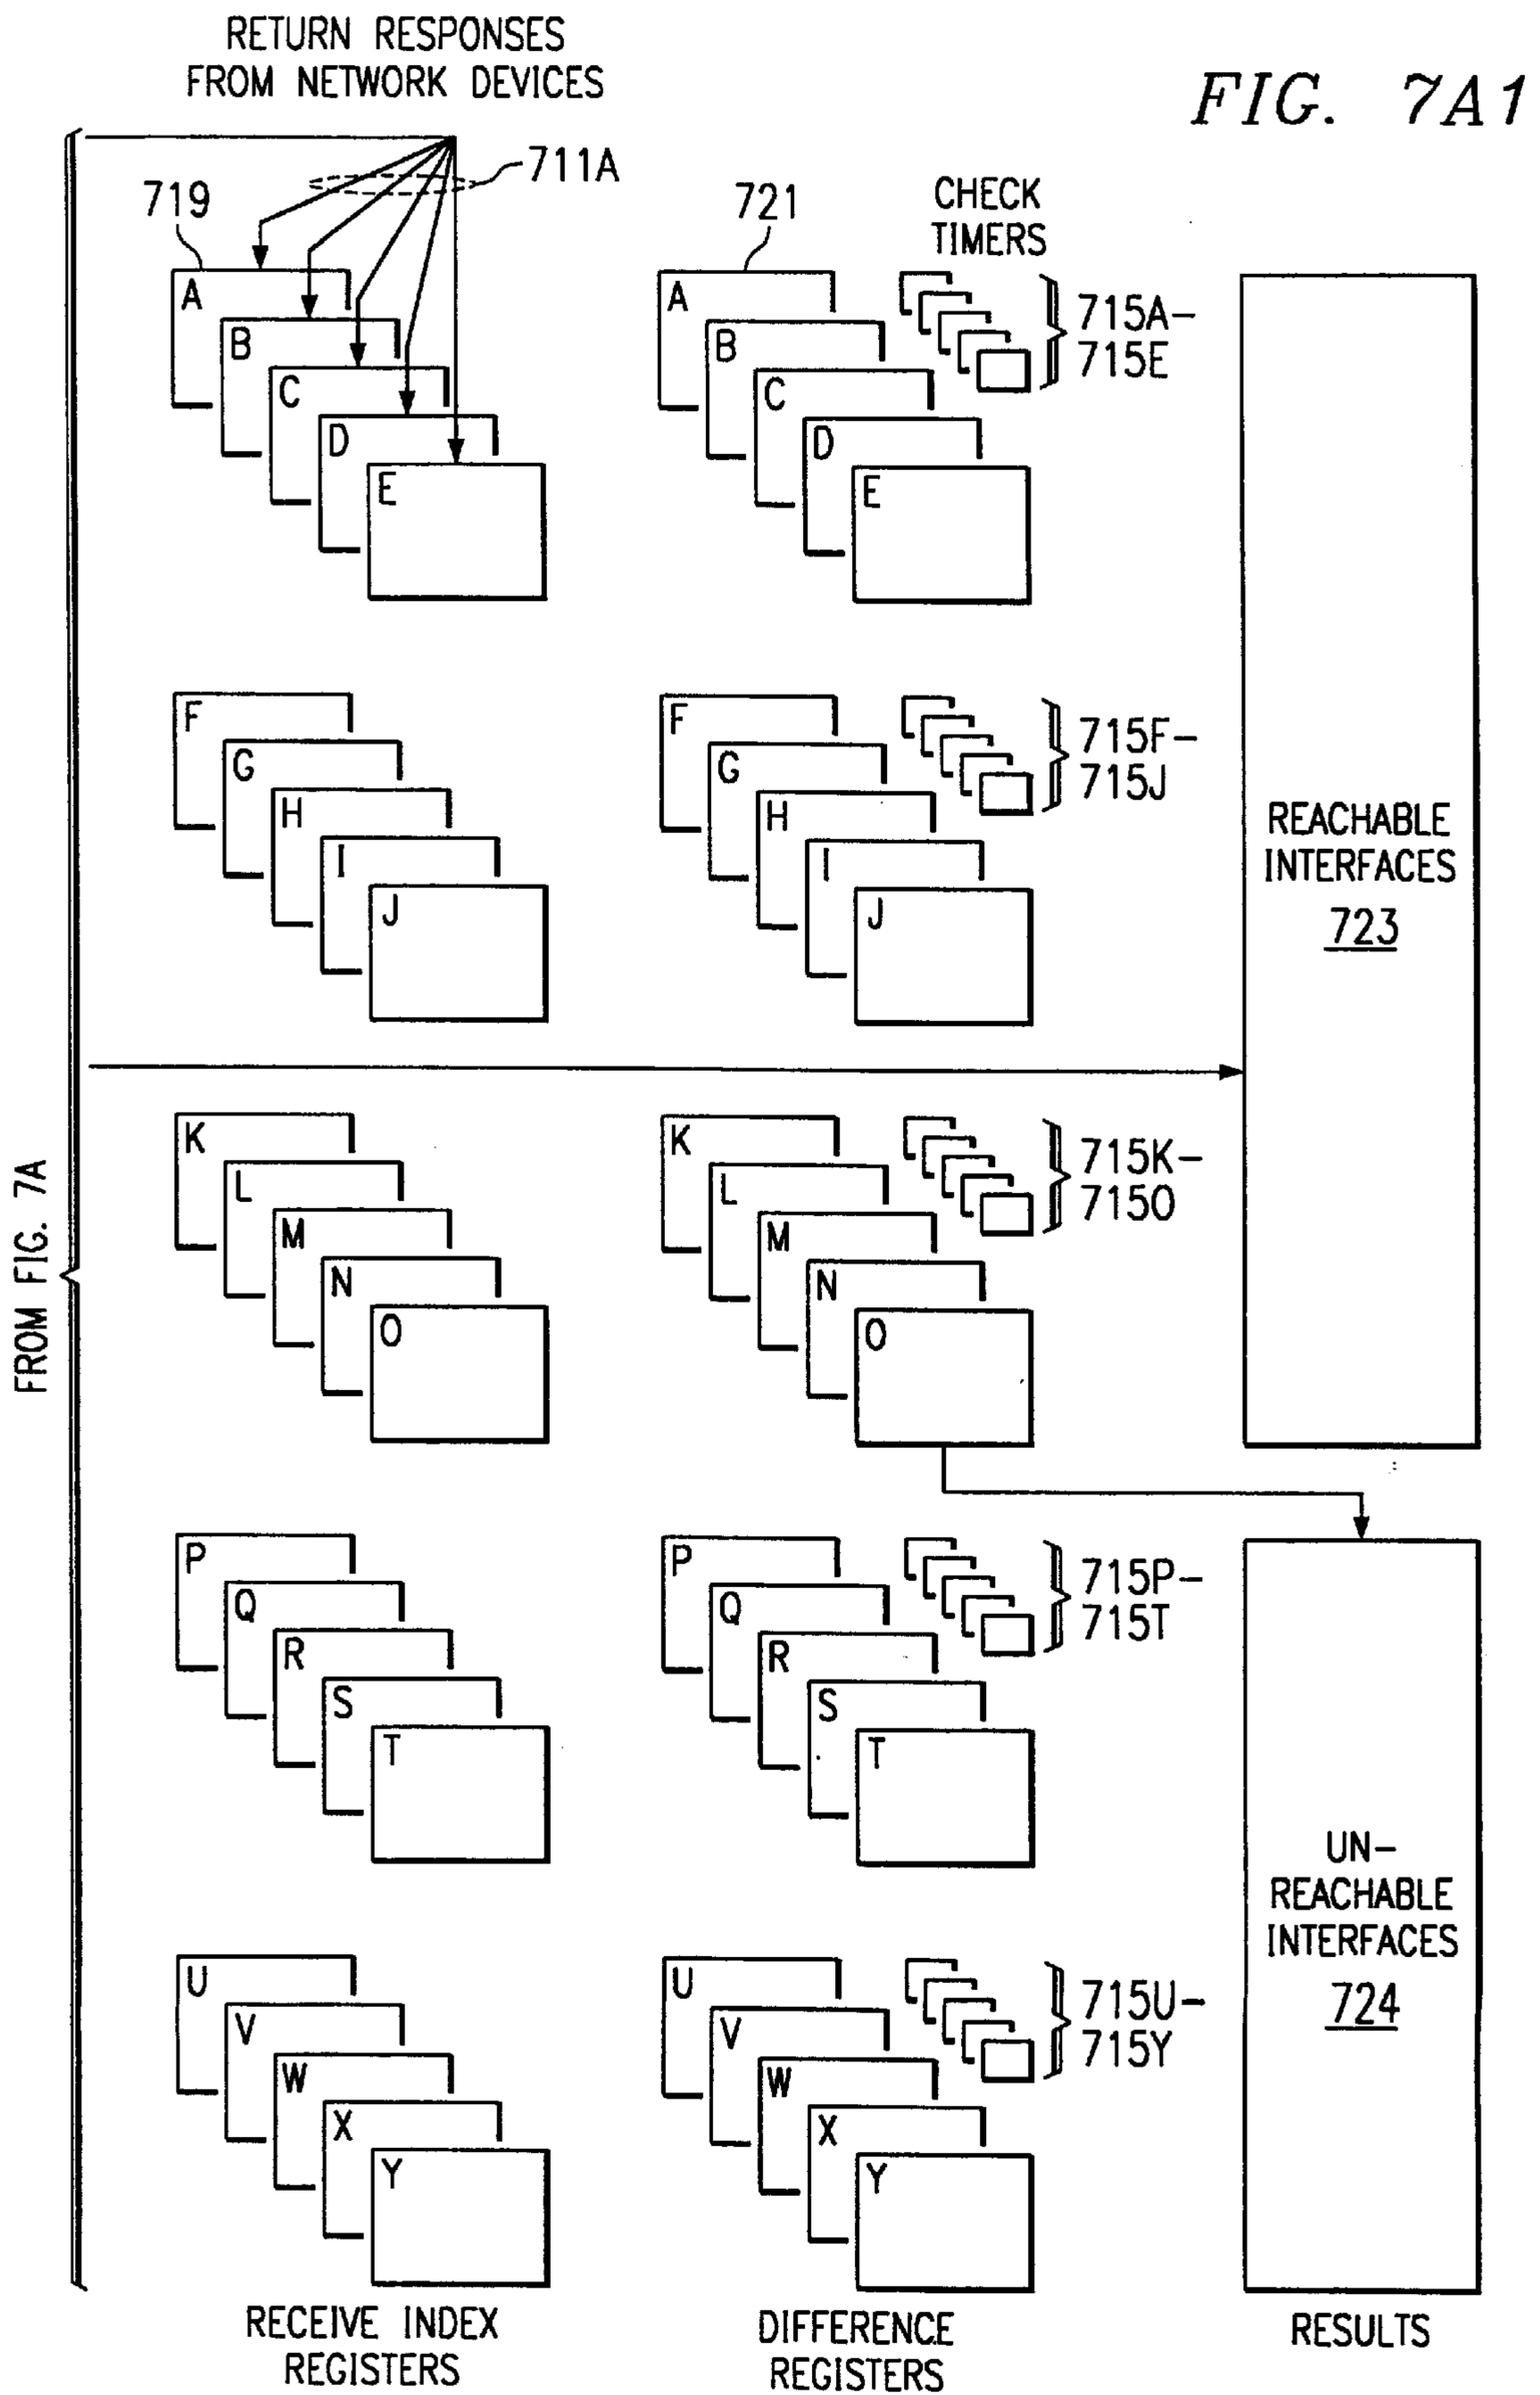 RETURN RESPONSES
FROM NETWORK DEVICES
FIG. 7A1
711A
719
721
CHECK
TIMERS
A
B
C
D
E
A
B
C
D
E
715A-
715E
F
G
H
I
J
F
G
H
I
J
715F-
715J
REACHABLE
INTERFACES
723
FROM FIG. 7A
K
L
M
N
O
K
L
M
N
O
715K-
715O
P
Q
R
S
T
P
Q
R
S
T
715P-
715T
UN-
REACHABLE
INTERFACES
724
U
V
W
X
Y
U
V
W
X
Y
715U-
715Y
RECEIVE INDEX
REGISTERS
DIFFERENCE
REGISTERS
RESULTS